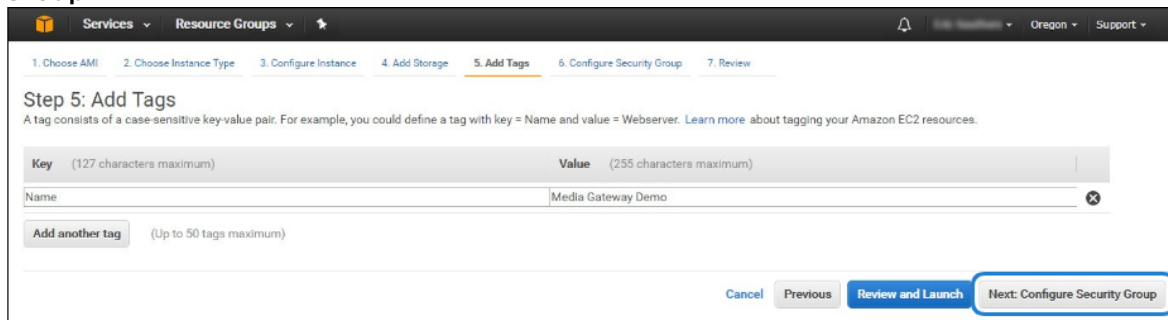 Services Resource Groups Oregon Support
1. Choose AMI 2. Choose Instance Type 3. Configure Instance 4. Add Storage 5. Add Tags 6. Configure Security Group 7. Review
Step 5: Add Tags
A tag consists of a case-sensitive key-value pair. For example, you could define a tag with key = Name and value = Webserver. Learn more about tagging your Amazon EC2 resources.
Key (127 characters maximum) Value (255 characters maximum)
Name Media Gateway Demo
Add another tag (Up to 50 tags maximum)
Cancel Previous Review and Launch Next: Configure Security Group